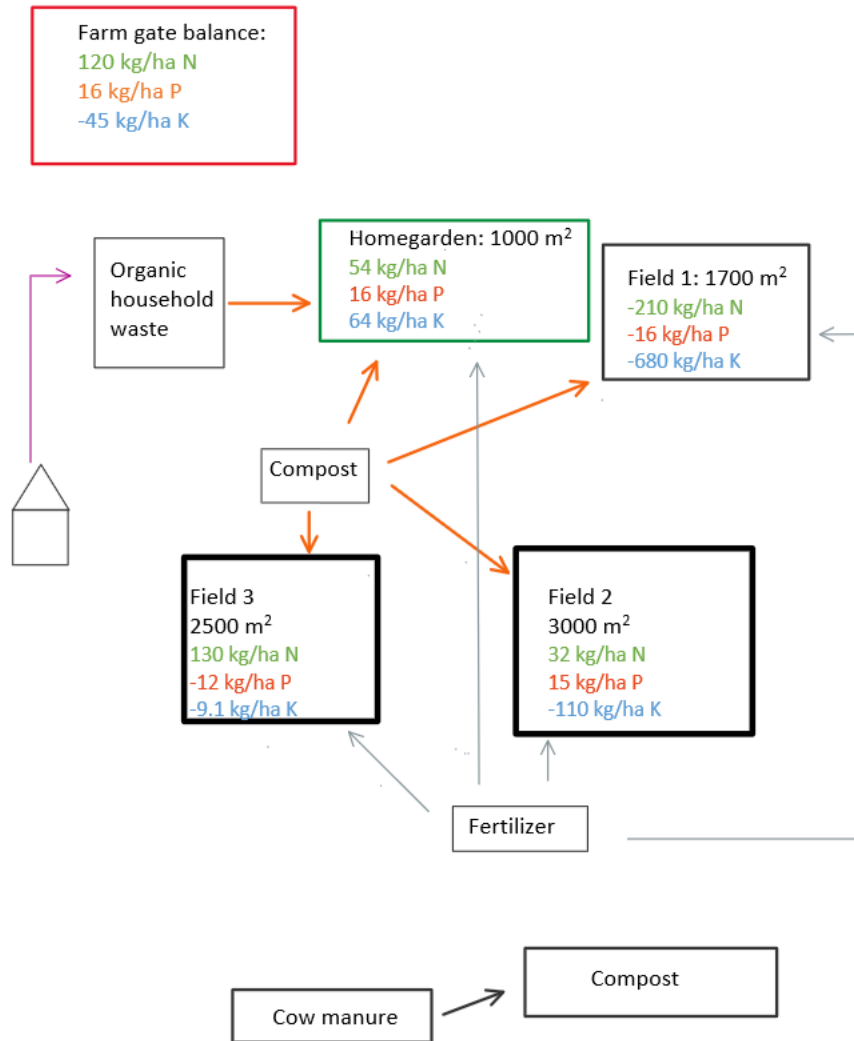 Farm gate balance:
120 kg/ha N
16 kg/ha P
-45 kg/ha K
Organic
household
waste
Homegarden: 1000 m²
54 kg/ha N
16 kg/ha P
64 kg/ha K
Field 1: 1700 m²
-210 kg/ha N
-16 kg/ha P
-680 kg/ha K
Compost
Field 3
2500 m²
130 kg/ha N
-12 kg/ha P
-9.1 kg/ha K
Field 2
3000 m²
32 kg/ha N
15 kg/ha P
-110 kg/ha K
Fertilizer
Compost
Cow manure